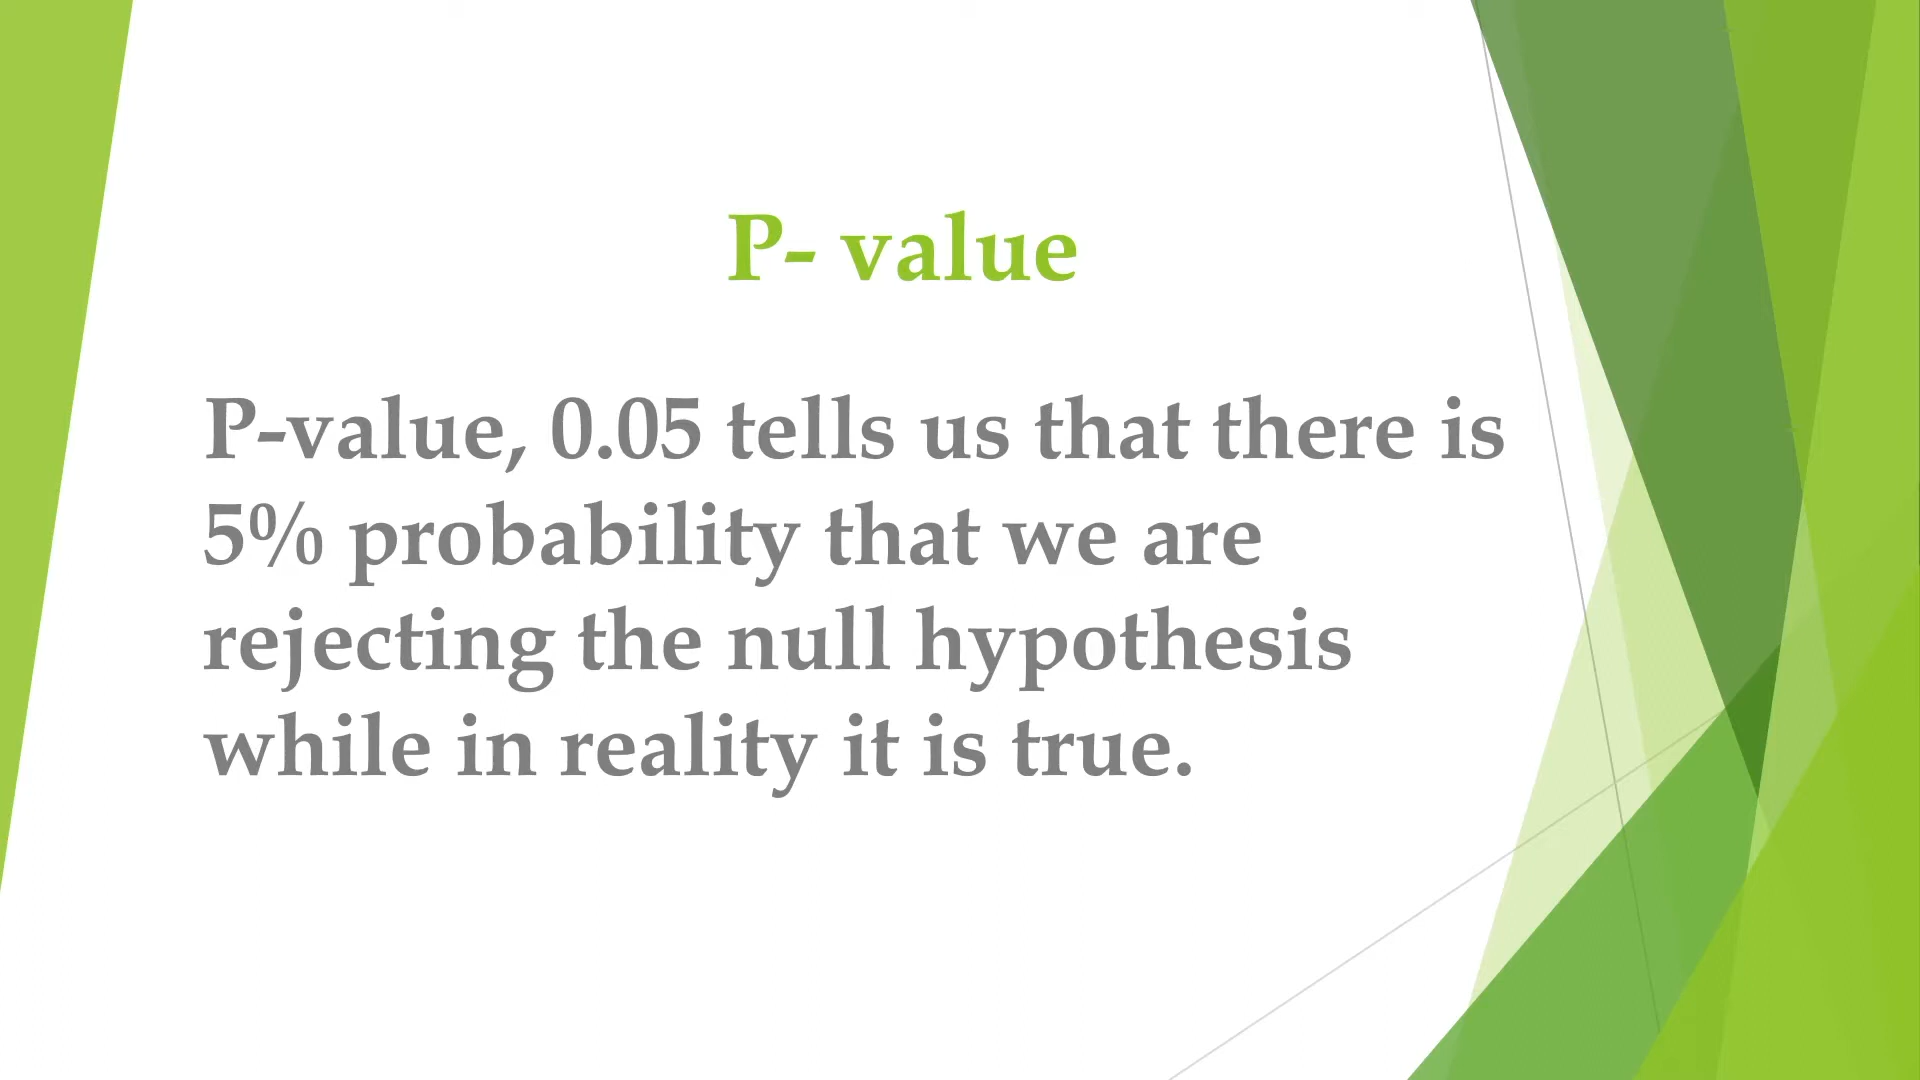 P- value
P-value, 0.05 tells us that there is
5% probability that we are
rejecting the null hypothesis
while in reality it is true.